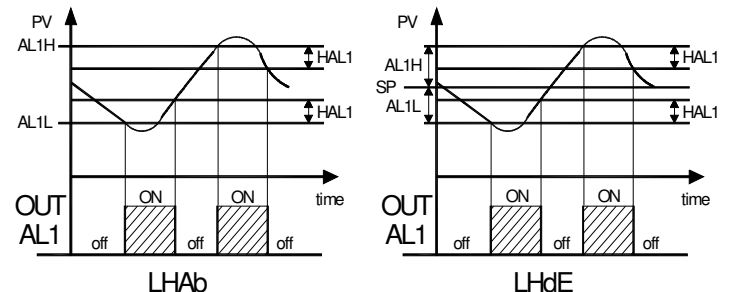 PV
AL1H
HAL1
HAL1
AL1L
time
OUT
AL1
off
ON
off
ON
off
LHAb
PV
AL1H
SP
AL1L
HAL1
HAL1
time
OUT
AL1
off
ON
off
ON
off
LHdE